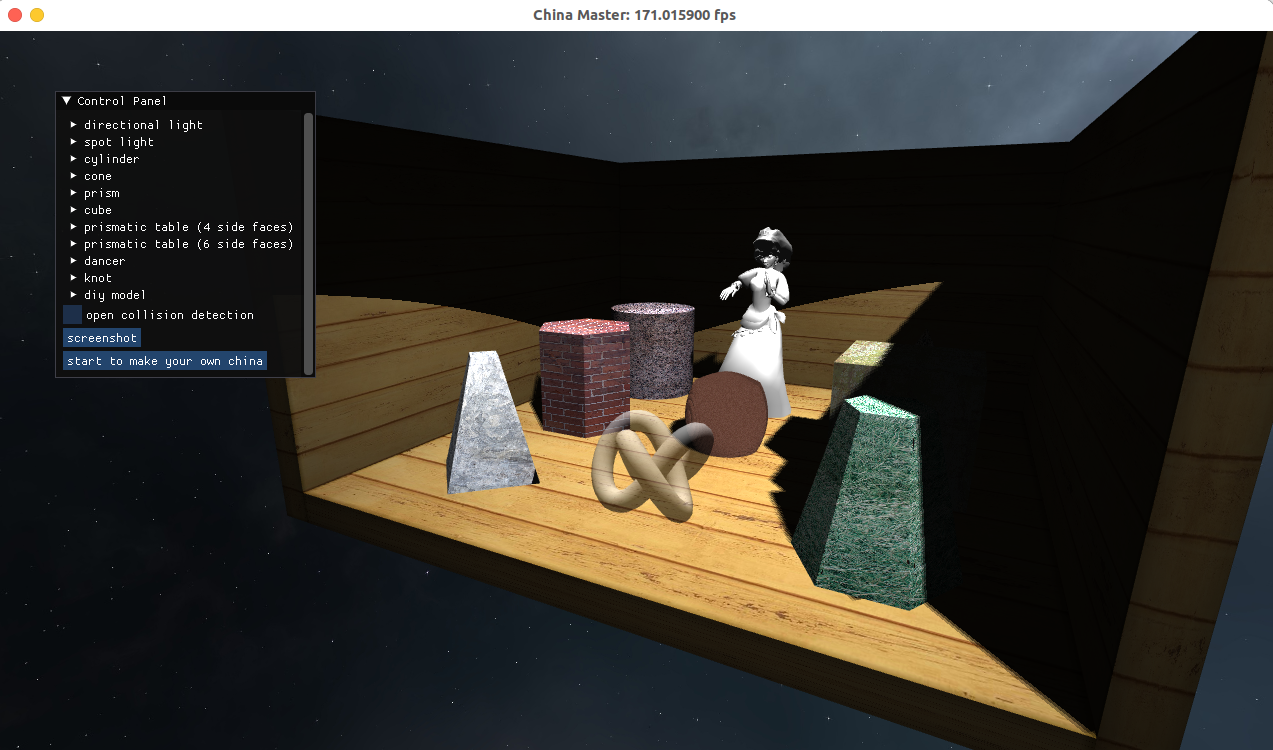 China Master: 171.015900 fps
Control Panel
directional light
spot light
cylinder
cone
prism
cube
prismatic table (4 side faces)
prismatic table (6 side faces)
dancer
knot
diy model
open collision detection
screenshot
start to make your own china